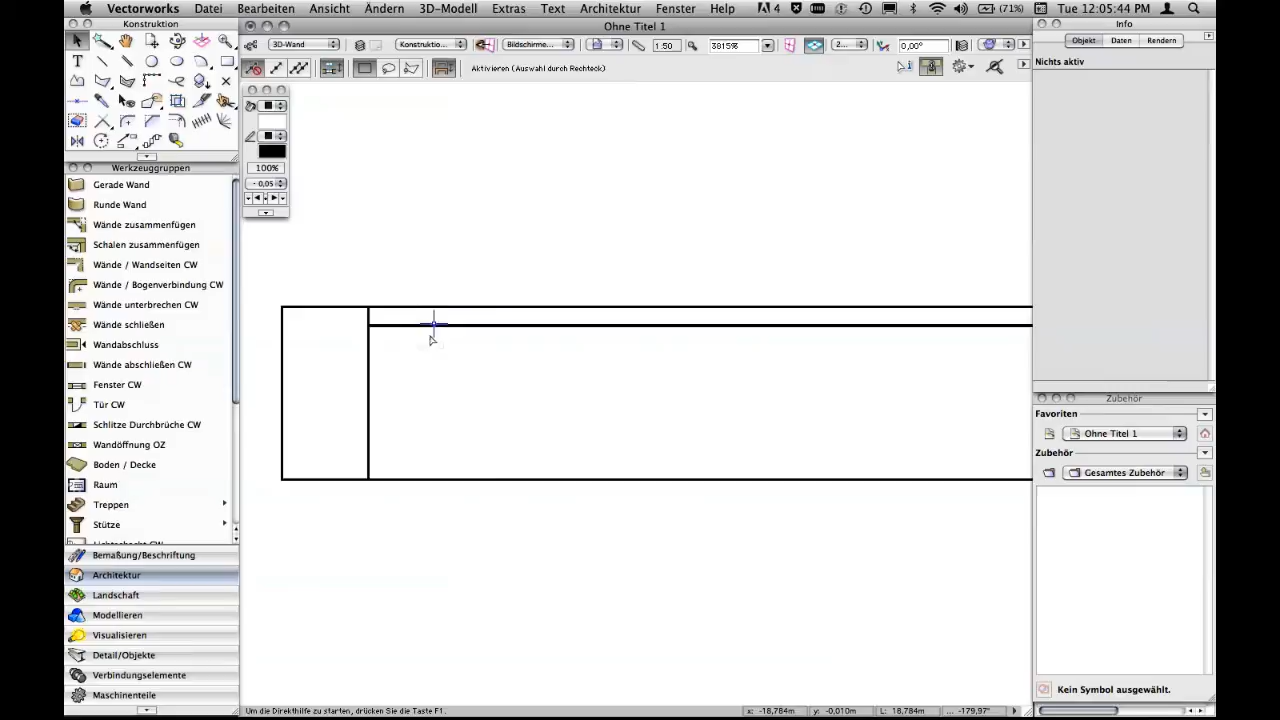 Vectorworks Datei Bearbeiten Ansicht Ändern 3D-Modell Extras Text Architektur Fenster Help 4 (71%) Tue 12:05:44 PM
Konstruktion
Ohne Titel 1
Info
3D-Wand
Konstruktio...
Bildschirme...
1:50
3815%
2...
0,00°
Objekt Daten Rendern
Aktivieren (Auswahl durch Rechteck)
Nichts aktiv
100%
0,05
Werkzeuggruppen
Gerade Wand
Runde Wand
Wände zusammenfügen
Schalen zusammenfügen
Wände / Wandseiten CW
Wände / Bogenverbindung CW
Wände unterbrechen CW
Wände schließen
Wandabschluss
Wände abschließen CW
Fenster CW
Tür CW
Schlitze Durchbrüche CW
Wandöffnung OZ
Boden / Decke
Raum
Treppen
Stütze
Lichtschacht CW
Bemaßung/Beschriftung
Architektur
Landschaft
Modellieren
Visualisieren
Detail/Objekte
Verbindungselemente
Maschinenteile
Zubehör
Favoriten
Ohne Titel 1
Zubehör
Gesamtes Zubehör
Kein Symbol ausgewählt.
Um die Direkthilfe zu starten, drücken Sie die Taste F1.
x: -18,784m y: -0,010m L: 18,784m ... -179,97°